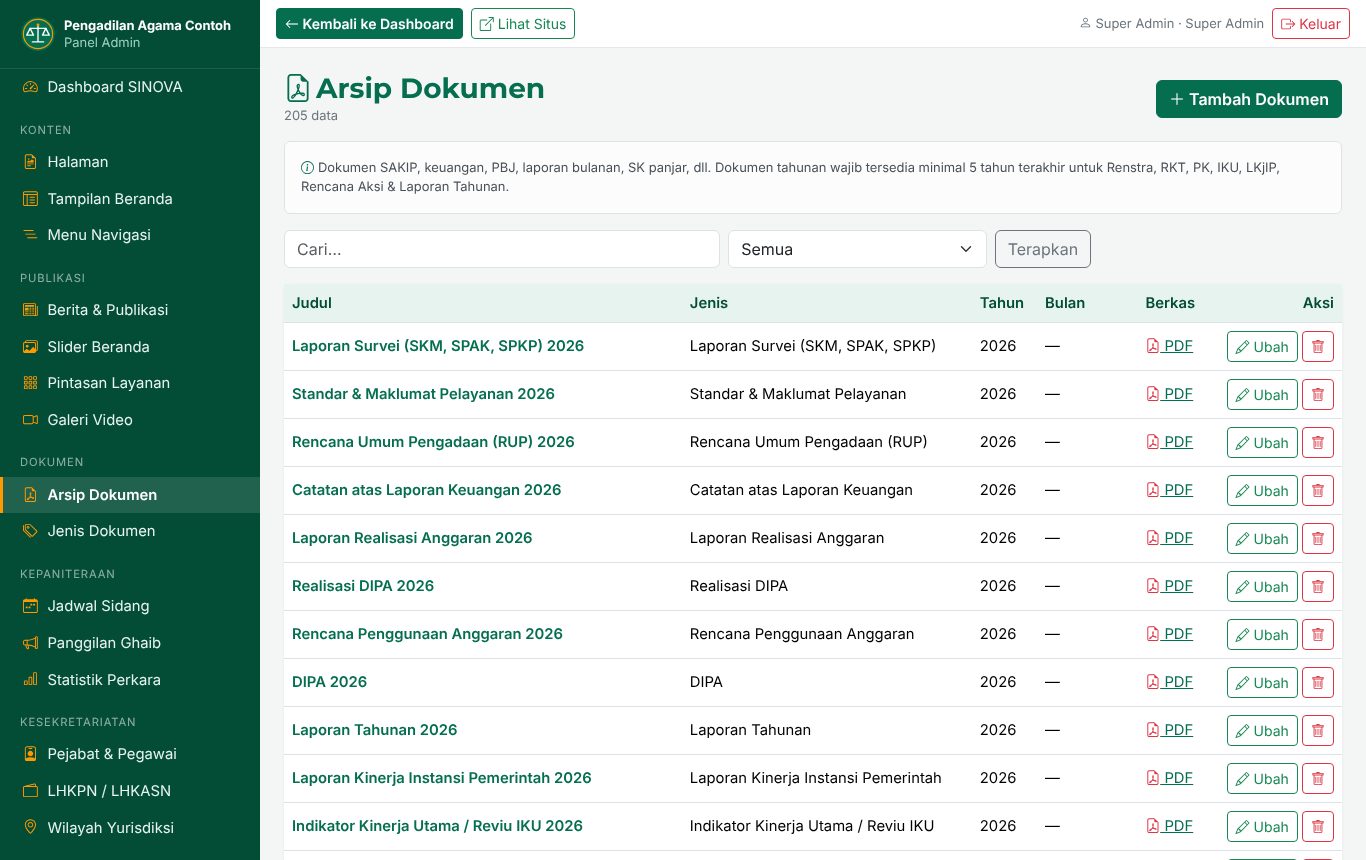 Pengadilan Agama Contoh
Panel Admin
Dashboard SINOVA
KONTEN
Halaman
Tampilan Beranda
Menu Navigasi
PUBLIKASI
Berita & Publikasi
Slider Beranda
Pintasan Layanan
Galeri Video
DOKUMEN
Arsip Dokumen
Jenis Dokumen
KEPANITERAAN
Jadwal Sidang
Panggilan Ghaib
Statistik Perkara
KESEKRETARIATAN
Pejabat & Pegawai
LHKPN / LHKASN
Wilayah Yurisdiksi
← Kembali ke Dashboard Lihat Situs Super Admin · Super Admin Keluar
Arsip Dokumen
205 data
+ Tambah Dokumen
Dokumen SAKIP, keuangan, PBJ, laporan bulanan, SK panjar, dll. Dokumen tahunan wajib tersedia minimal 5 tahun terakhir untuk Renstra, RKT, PK, IKU, LKjIP,
Rencana Aksi & Laporan Tahunan.
Cari... Semua Terapkan
Judul Jenis Tahun Bulan Berkas Aksi
Laporan Survei (SKM, SPAK, SPKP) 2026 Laporan Survei (SKM, SPAK, SPKP) 2026 — PDF Ubah
Standar & Maklumat Pelayanan 2026 Standar & Maklumat Pelayanan 2026 — PDF Ubah
Rencana Umum Pengadaan (RUP) 2026 Rencana Umum Pengadaan (RUP) 2026 — PDF Ubah
Catatan atas Laporan Keuangan 2026 Catatan atas Laporan Keuangan 2026 — PDF Ubah
Laporan Realisasi Anggaran 2026 Laporan Realisasi Anggaran 2026 — PDF Ubah
Realisasi DIPA 2026 Realisasi DIPA 2026 — PDF Ubah
Rencana Penggunaan Anggaran 2026 Rencana Penggunaan Anggaran 2026 — PDF Ubah
DIPA 2026 DIPA 2026 — PDF Ubah
Laporan Tahunan 2026 Laporan Tahunan 2026 — PDF Ubah
Laporan Kinerja Instansi Pemerintah 2026 Laporan Kinerja Instansi Pemerintah 2026 — PDF Ubah
Indikator Kinerja Utama / Reviu IKU 2026 Indikator Kinerja Utama / Reviu IKU 2026 — PDF Ubah